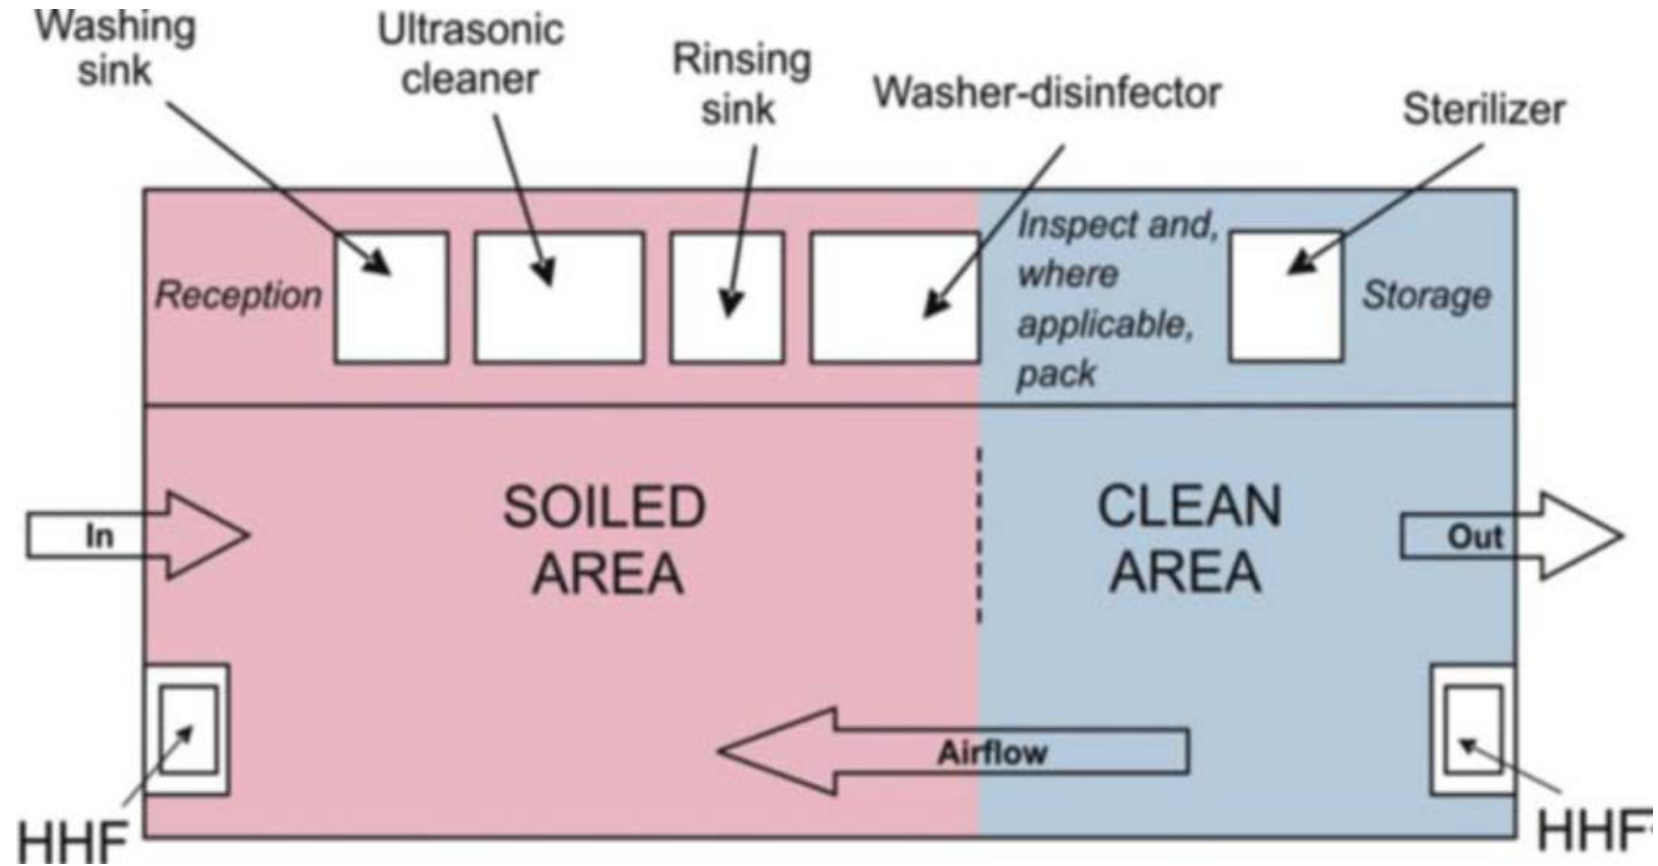 Washing
sink
Ultrasonic
cleaner
Rinsing
sink
Washer-disinfector
Sterilizer
Reception
Inspect and,
where
applicable,
pack
Storage
SOILED
AREA
CLEAN
AREA
In
Out
Airflow
HHF
HHF